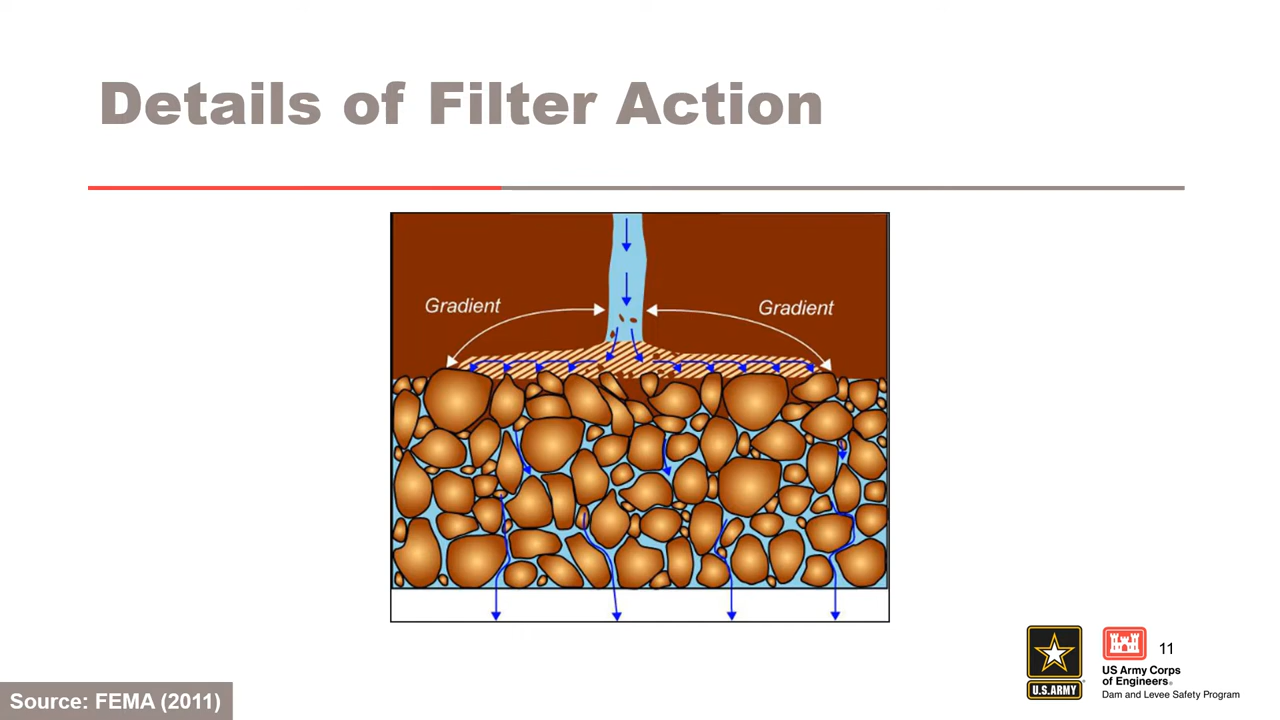 Details of Filter Action
Gradient
Gradient
11
US Army Corps
of Engineers®
Dam and Levee Safety Program
U.S.ARMY
Source: FEMA (2011)